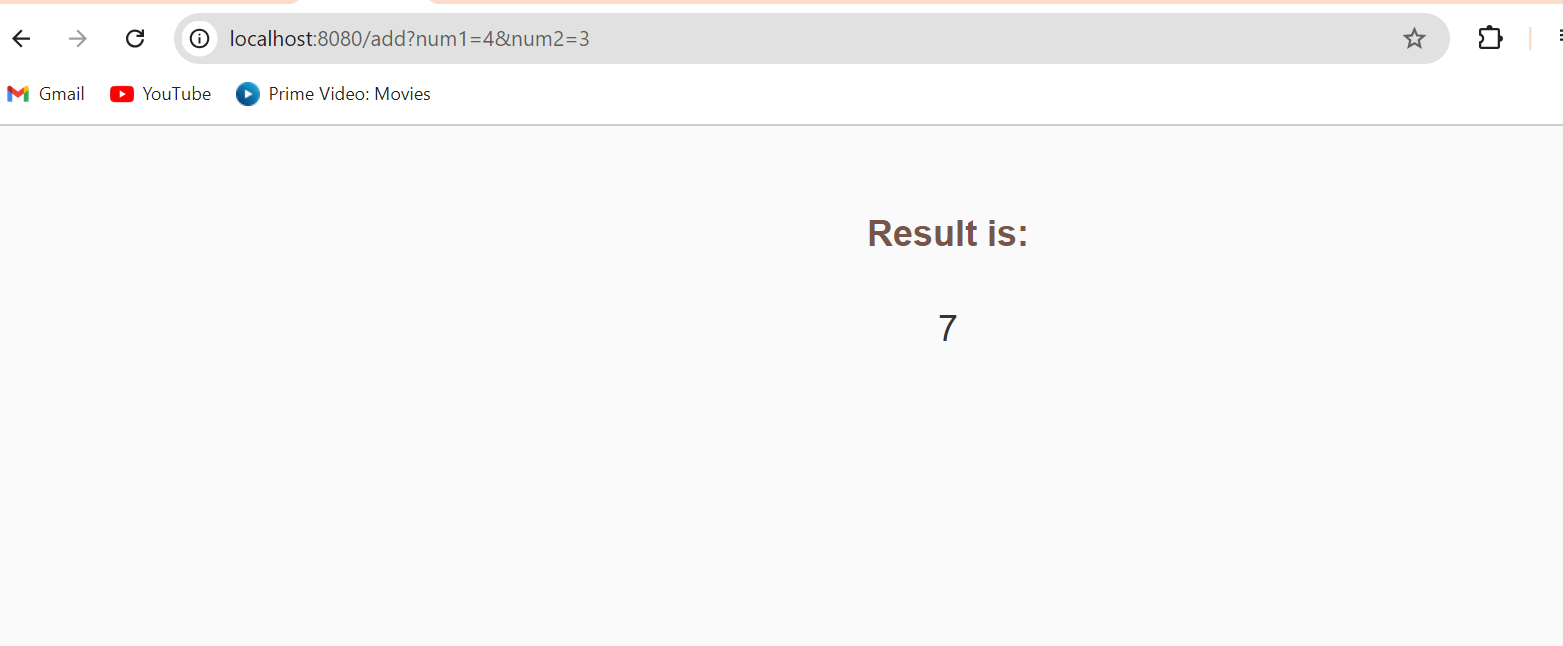 localhost:8080/add?num1=4&num2=3
Gmail YouTube Prime Video: Movies
Result is:
7